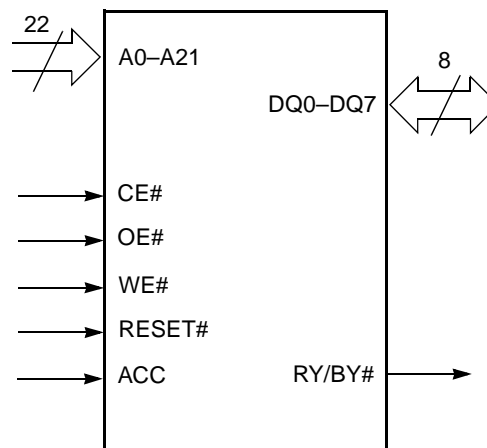 22
A0–A21
8
DQ0–DQ7
CE#
OE#
WE#
RESET#
ACC
RY/BY#